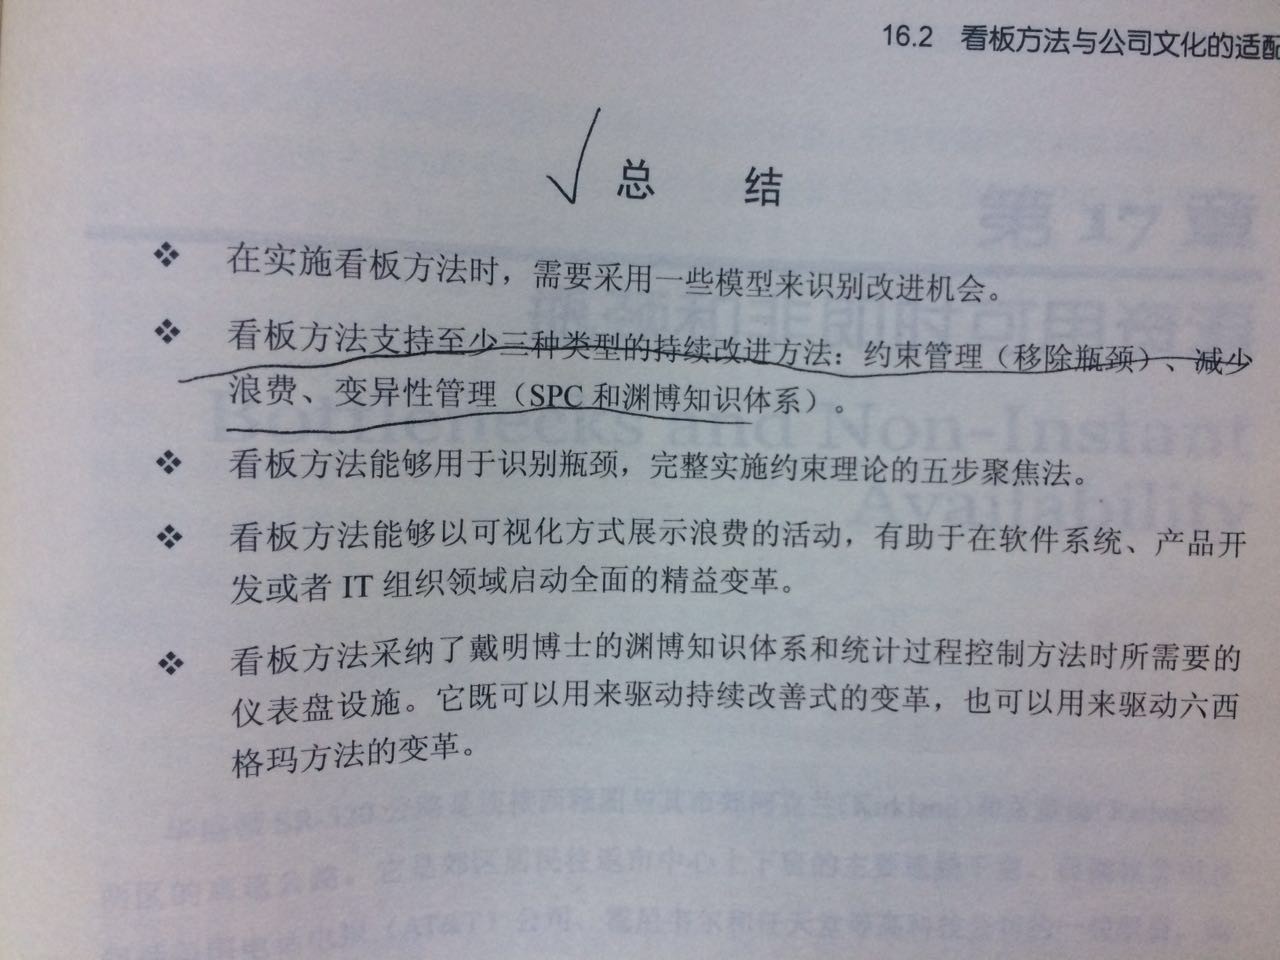 16.2 看板方法与公司文化的适配
总 结
❖ 在实施看板方法时，需要采用一些模型来识别改进机会。
❖ 看板方法支持至少三种类型的持续改进方法：约束管理（移除瓶颈）、减少
浪费、变异性管理（SPC 和渊博知识体系）。
❖ 看板方法能够用于识别瓶颈，完整实施约束理论的五步聚焦法。
❖ 看板方法能够以可视化方式展示浪费的活动，有助于在软件系统、产品开
发或者 IT 组织领域启动全面的精益变革。
❖ 看板方法采纳了戴明博士的渊博知识体系和统计过程控制方法时所需要的
仪表盘设施。它既可以用来驱动持续改善式的变革，也可以用来驱动六西
格玛方法的变革。
第 17 章
Bottlenecks and Non-Instant
Availability